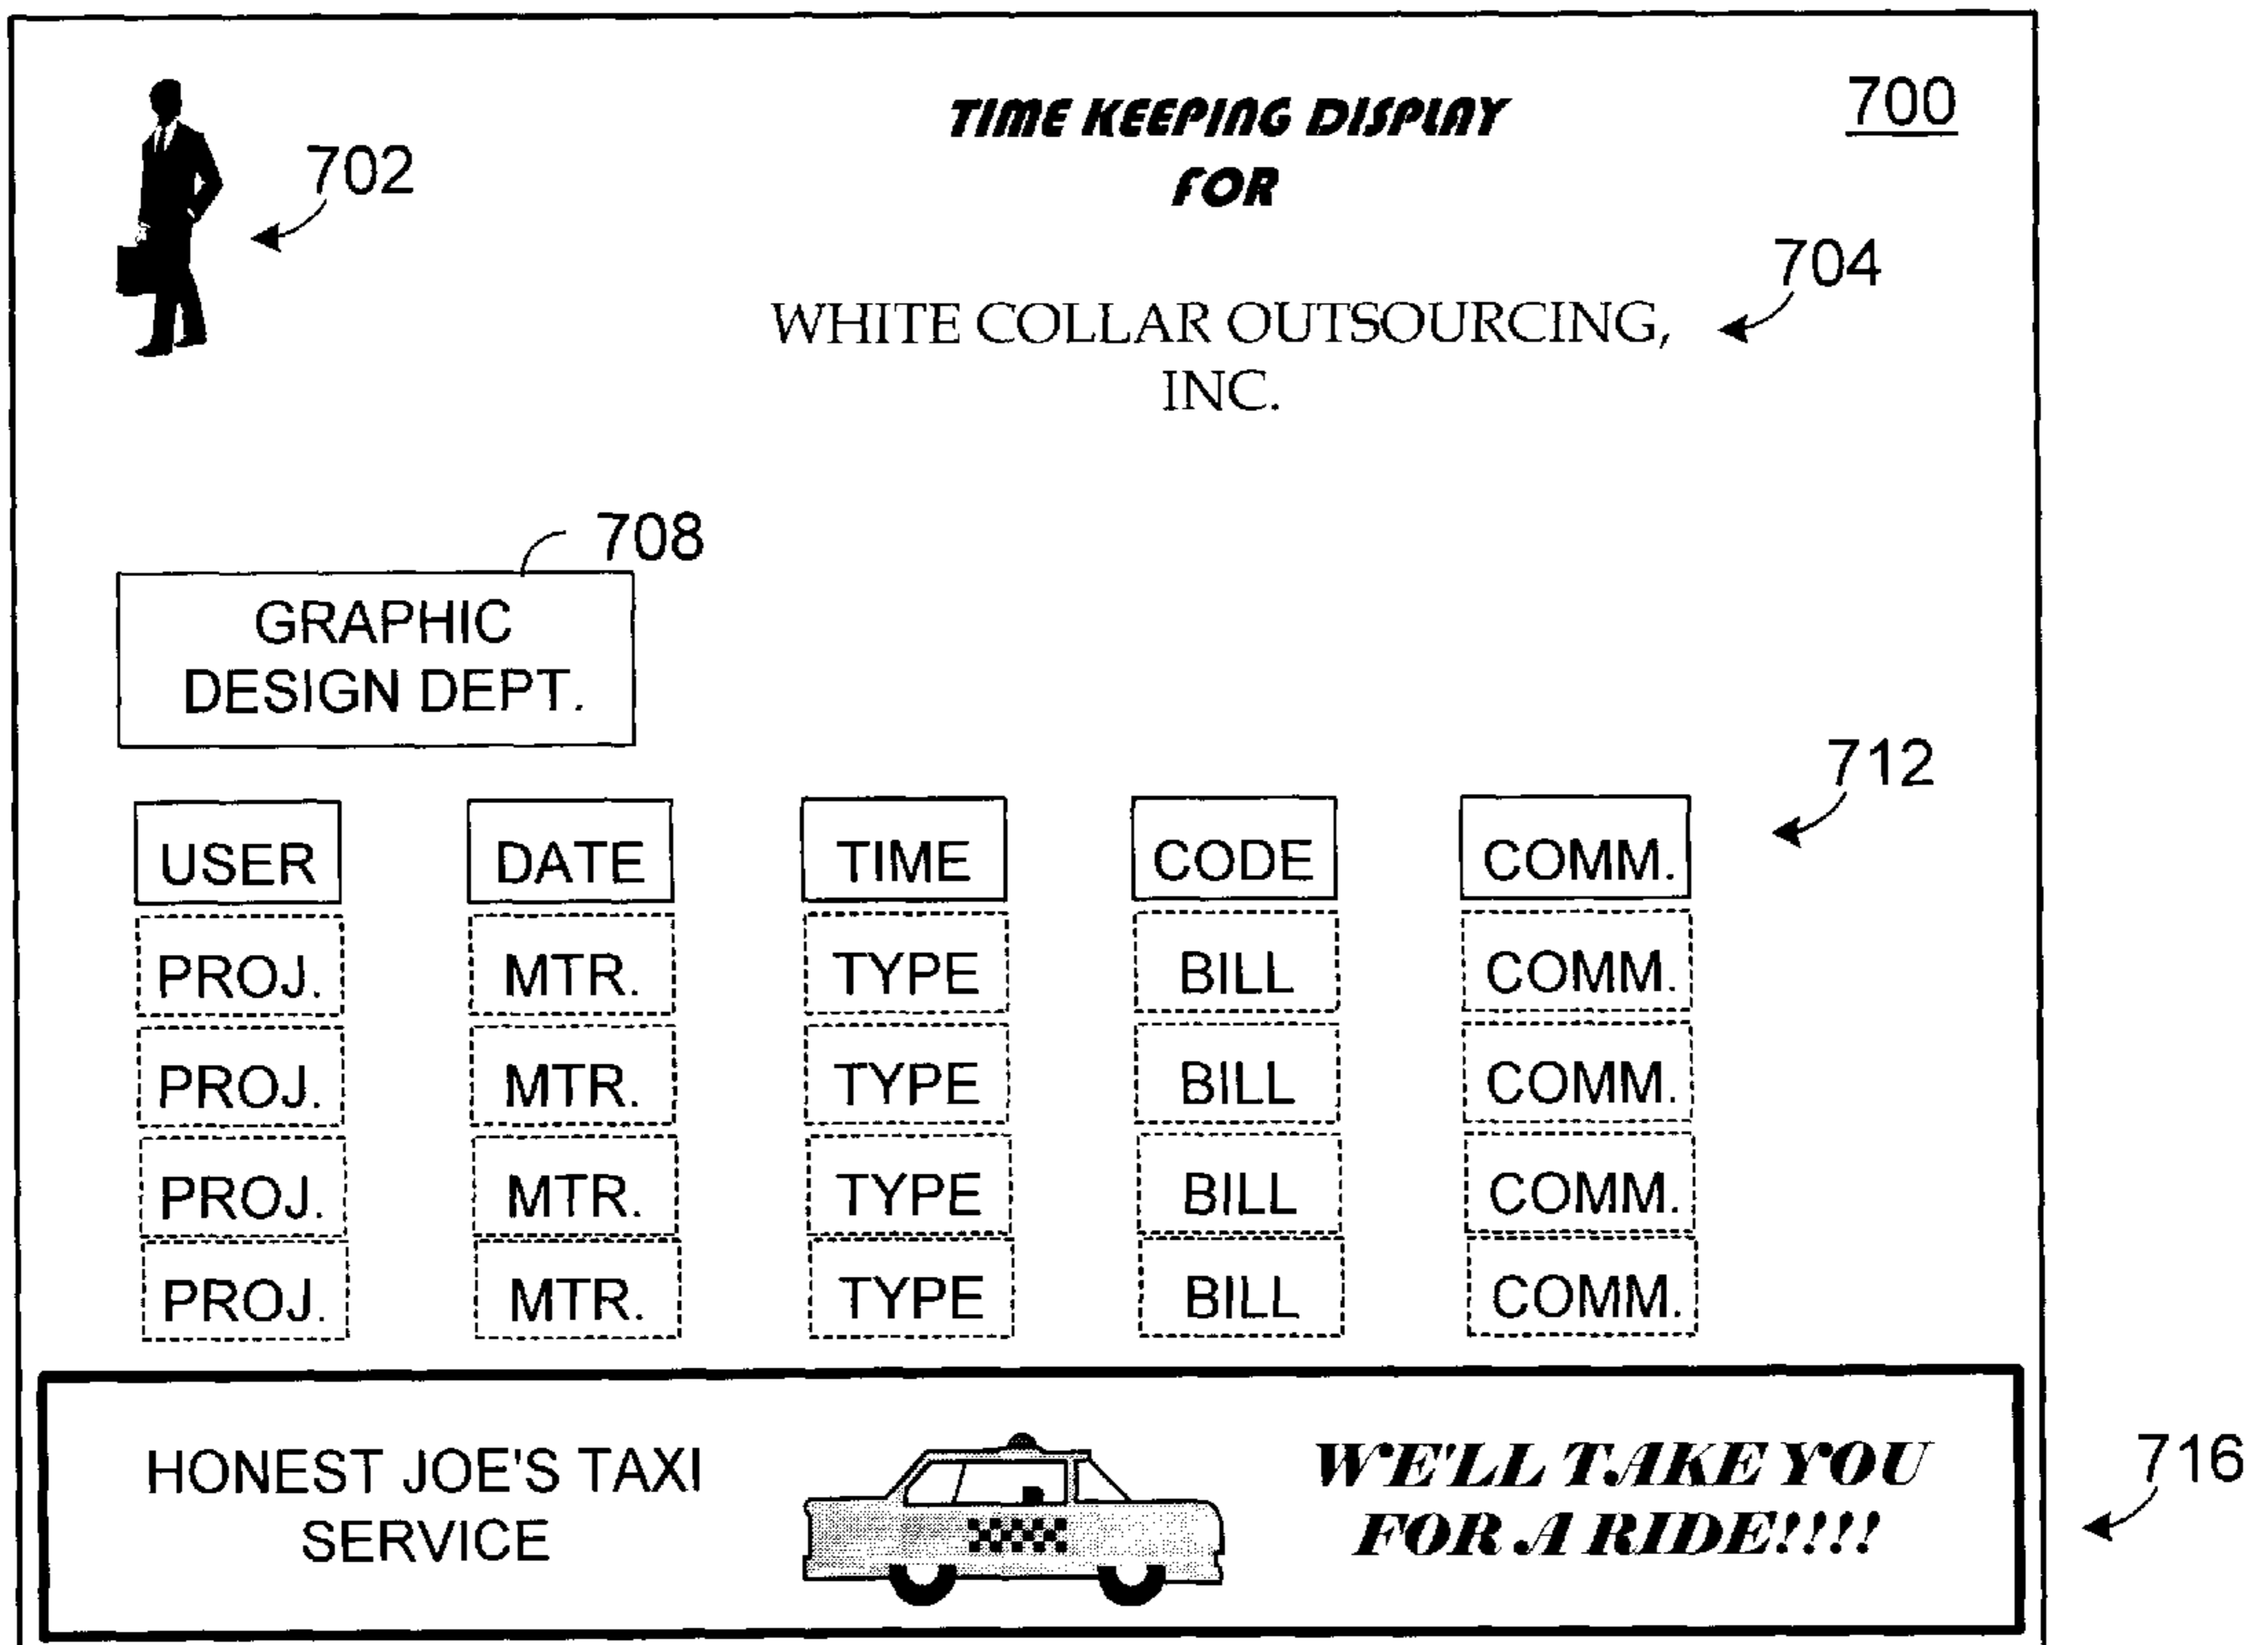 TIME KEEPING DISPLAY
700
FOR
702
704
WHITE COLLAR OUTSOURCING,
INC.
708
GRAPHIC
DESIGN DEPT.
712
USER DATE TIME CODE COMM.
PROJ. MTR. TYPE BILL COMM.
PROJ. MTR. TYPE BILL COMM.
PROJ. MTR. TYPE BILL COMM.
PROJ. MTR. TYPE BILL COMM.
HONEST JOE'S TAXI
SERVICE
WE'LL TAKE YOU
FOR A RIDE!!!!
716